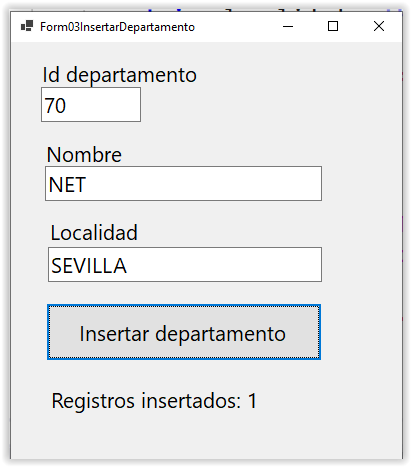 Form03InsertarDepartamento
Id departamento
70
Nombre
NET
Localidad
SEVILLA
Insertar departamento
Registros insertados: 1